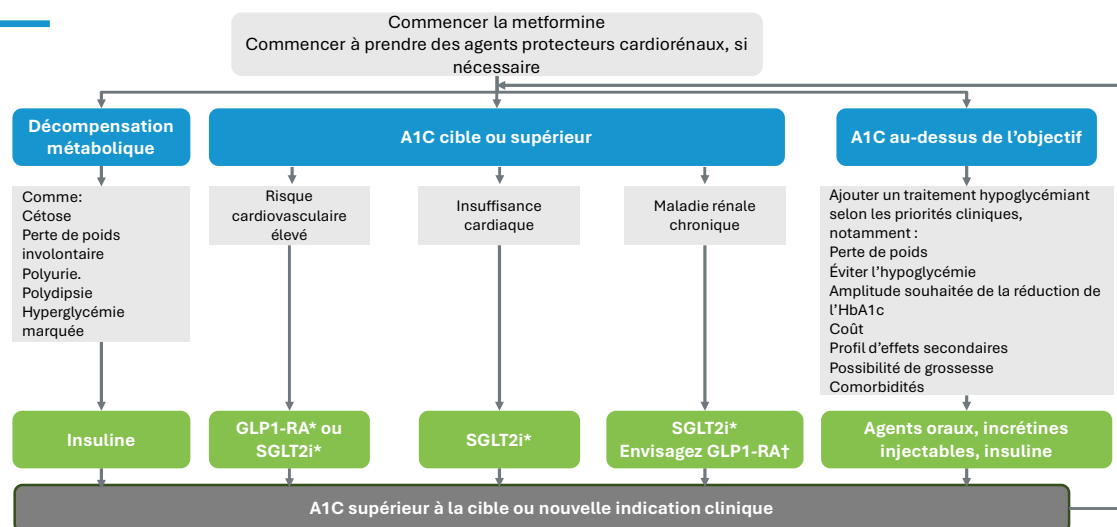 Commencer la metformine
Commencer à prendre des agents protecteurs cardiorénaux, si
nécessaire
Décompensation
métabolique
A1C cible ou supérieur
A1C au-dessus de l’objectif
Comme:
Cétose
Perte de poids
involontaire
Polyurie.
Polydipsie
Hyperglycémie
marquée
Risque
cardiovasculaire
élevé
Insuffisance
cardiaque
Maladie rénale
chronique
Ajouter un traitement hypoglycémiant
selon les priorités cliniques,
notamment :
Perte de poids
Éviter l’hypoglycémie
Amplitude souhaitée de la réduction de
l’HbA1c
Coût
Profil d’effets secondaires
Possibilité de grossesse
Comorbidités
Insuline
GLP1-RA* ou
SGLT2i*
SGLT2i*
SGLT2i*
Envisagez GLP1-RA†
Agents oraux, incrétines
injectables, insuline
A1C supérieur à la cible ou nouvelle indication clinique